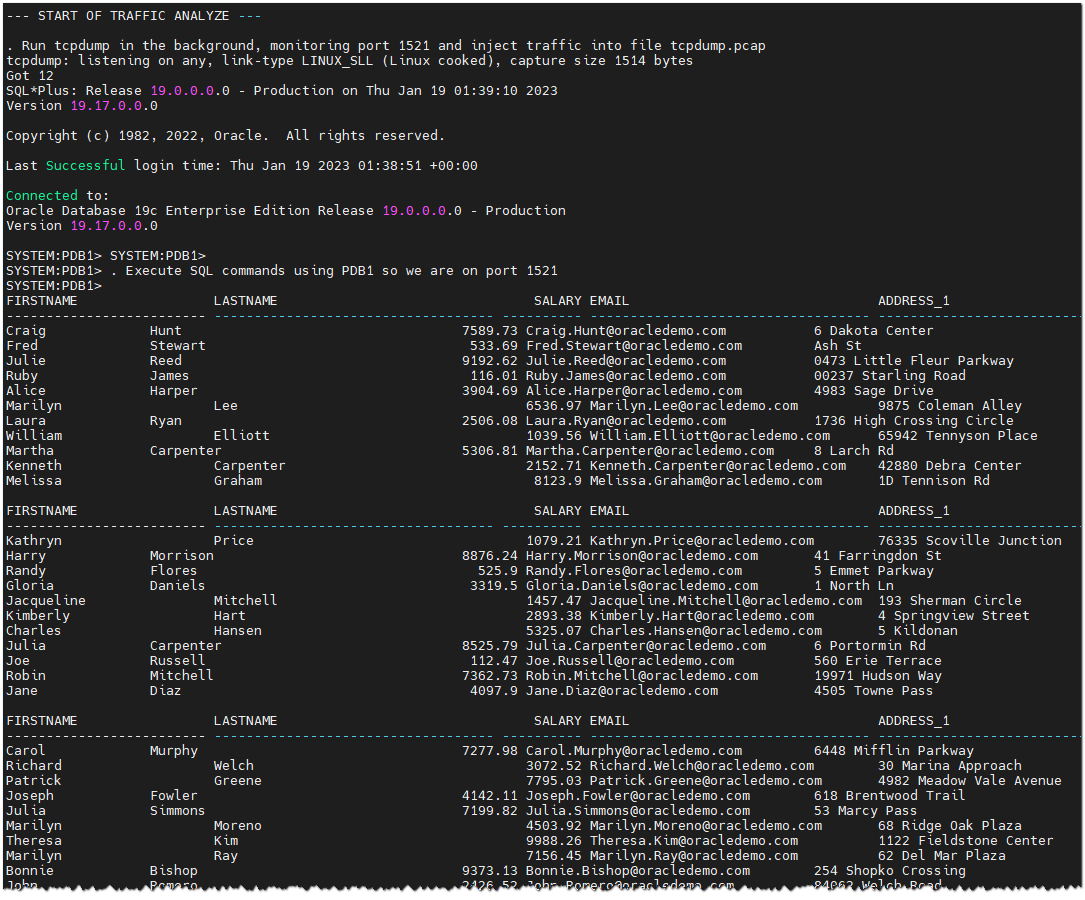 --- START OF TRAFFIC ANALYZE ---
. Run tcpdump in the background, monitoring port 1521 and inject traffic into file tcpdump.pcap
tcpdump: listening on any, link-type LINUX_SLL (Linux cooked), capture size 1514 bytes
Got 12
SQL*Plus: Release 19.0.0.0.0 - Production on Thu Jan 19 01:39:10 2023
Version 19.17.0.0.0
Copyright (c) 1982, 2022, Oracle.  All rights reserved.
Last Successful login time: Thu Jan 19 2023 01:38:51 +00:00
Connected to:
Oracle Database 19c Enterprise Edition Release 19.0.0.0.0 - Production
Version 19.17.0.0.0
SYSTEM:PDB1> SYSTEM:PDB1>
SYSTEM:PDB1> . Execute SQL commands using PDB1 so we are on port 1521
SYSTEM:PDB1>
FIRSTNAME LASTNAME SALARY EMAIL ADDRESS_1
------------------------- ----------------------------------- ---------- ----------------------------------- --------------------------
Craig Hunt 7589.73 Craig.Hunt@oracledemo.com 6 Dakota Center
Fred Stewart 533.69 Fred.Stewart@oracledemo.com Ash St
Julie Reed 9192.62 Julie.Reed@oracledemo.com 0473 Little Fleur Parkway
Ruby James 116.01 Ruby.James@oracledemo.com 00237 Starling Road
Alice Harper 3904.69 Alice.Harper@oracledemo.com 4983 Sage Drive
Marilyn Lee 6536.97 Marilyn.Lee@oracledemo.com 9875 Coleman Alley
Laura Ryan 2506.08 Laura.Ryan@oracledemo.com 1736 High Crossing Circle
William Elliott 1039.56 William.Elliott@oracledemo.com 65942 Tennyson Place
Martha Carpenter 5306.81 Martha.Carpenter@oracledemo.com 8 Larch Rd
Kenneth Carpenter 2152.71 Kenneth.Carpenter@oracledemo.com 42880 Debra Center
Melissa Graham 8123.9 Melissa.Graham@oracledemo.com 1D Tennison Rd
FIRSTNAME LASTNAME SALARY EMAIL ADDRESS_1
------------------------- ----------------------------------- ---------- ----------------------------------- --------------------------
Kathryn Price 1079.21 Kathryn.Price@oracledemo.com 76335 Scoville Junction
Harry Morrison 8876.24 Harry.Morrison@oracledemo.com 41 Farringdon St
Randy Flores 525.9 Randy.Flores@oracledemo.com 5 Emmet Parkway
Gloria Daniels 3319.5 Gloria.Daniels@oracledemo.com 1 North Ln
Jacqueline Mitchell 1457.47 Jacqueline.Mitchell@oracledemo.com 193 Sherman Circle
Kimberly Hart 2893.38 Kimberly.Hart@oracledemo.com 4 Springview Street
Charles Hansen 5325.07 Charles.Hansen@oracledemo.com 5 Kildonan
Julia Carpenter 8525.79 Julia.Carpenter@oracledemo.com 6 Portormin Rd
Joe Russell 112.47 Joe.Russell@oracledemo.com 560 Erie Terrace
Robin Mitchell 7362.73 Robin.Mitchell@oracledemo.com 19971 Hudson Way
Jane Diaz 4097.9 Jane.Diaz@oracledemo.com 4505 Towne Pass
FIRSTNAME LASTNAME SALARY EMAIL ADDRESS_1
------------------------- ----------------------------------- ---------- ----------------------------------- --------------------------
Carol Murphy 7277.98 Carol.Murphy@oracledemo.com 6448 Mifflin Parkway
Richard Welch 3072.52 Richard.Welch@oracledemo.com 30 Marina Approach
Patrick Greene 7795.03 Patrick.Greene@oracledemo.com 4982 Meadow Vale Avenue
Joseph Fowler 4142.11 Joseph.Fowler@oracledemo.com 618 Brentwood Trail
Julia Simmons 7199.82 Julia.Simmons@oracledemo.com 53 Marcy Pass
Marilyn Moreno 4503.92 Marilyn.Moreno@oracledemo.com 68 Ridge Oak Plaza
Theresa Kim 9988.26 Theresa.Kim@oracledemo.com 1122 Fieldstone Center
Marilyn Ray 7156.45 Marilyn.Ray@oracledemo.com 62 Del Mar Plaza
Bonnie Bishop 9373.13 Bonnie.Bishop@oracledemo.com 254 Shopko Crossing
John Romero 2426.52 John.Romero@oracledemo.com Welch Road